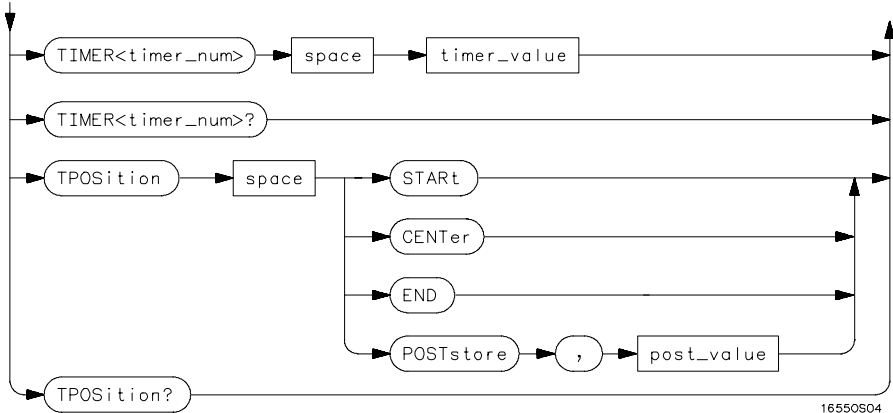 TIMER<timer_num> space timer_value
TIMER<timer_num>?
TPOSition space STARt
CENTer
END
POSTstore , post_value
TPOSition?
16550S04